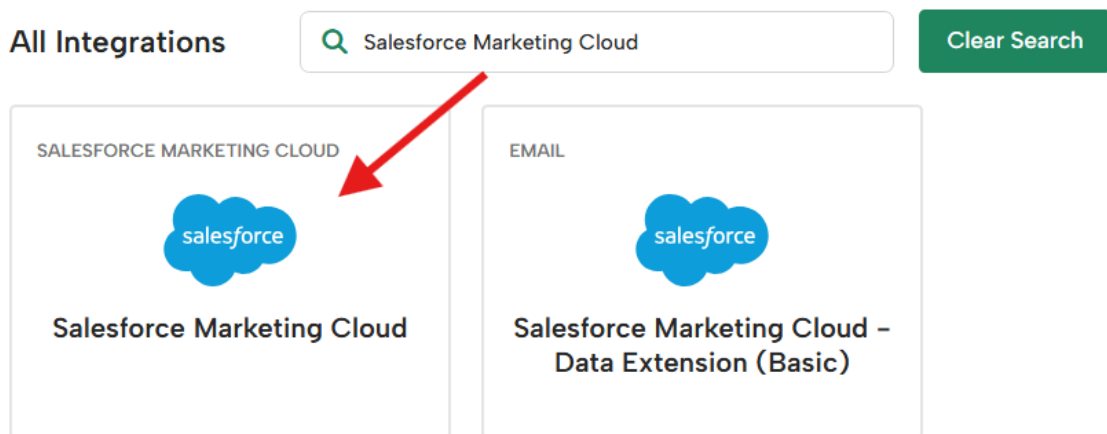 All Integrations
Salesforce Marketing Cloud
Clear Search
SALESFORCE MARKETING CLOUD
salesforce
Salesforce Marketing Cloud
EMAIL
salesforce
Salesforce Marketing Cloud –
Data Extension (Basic)